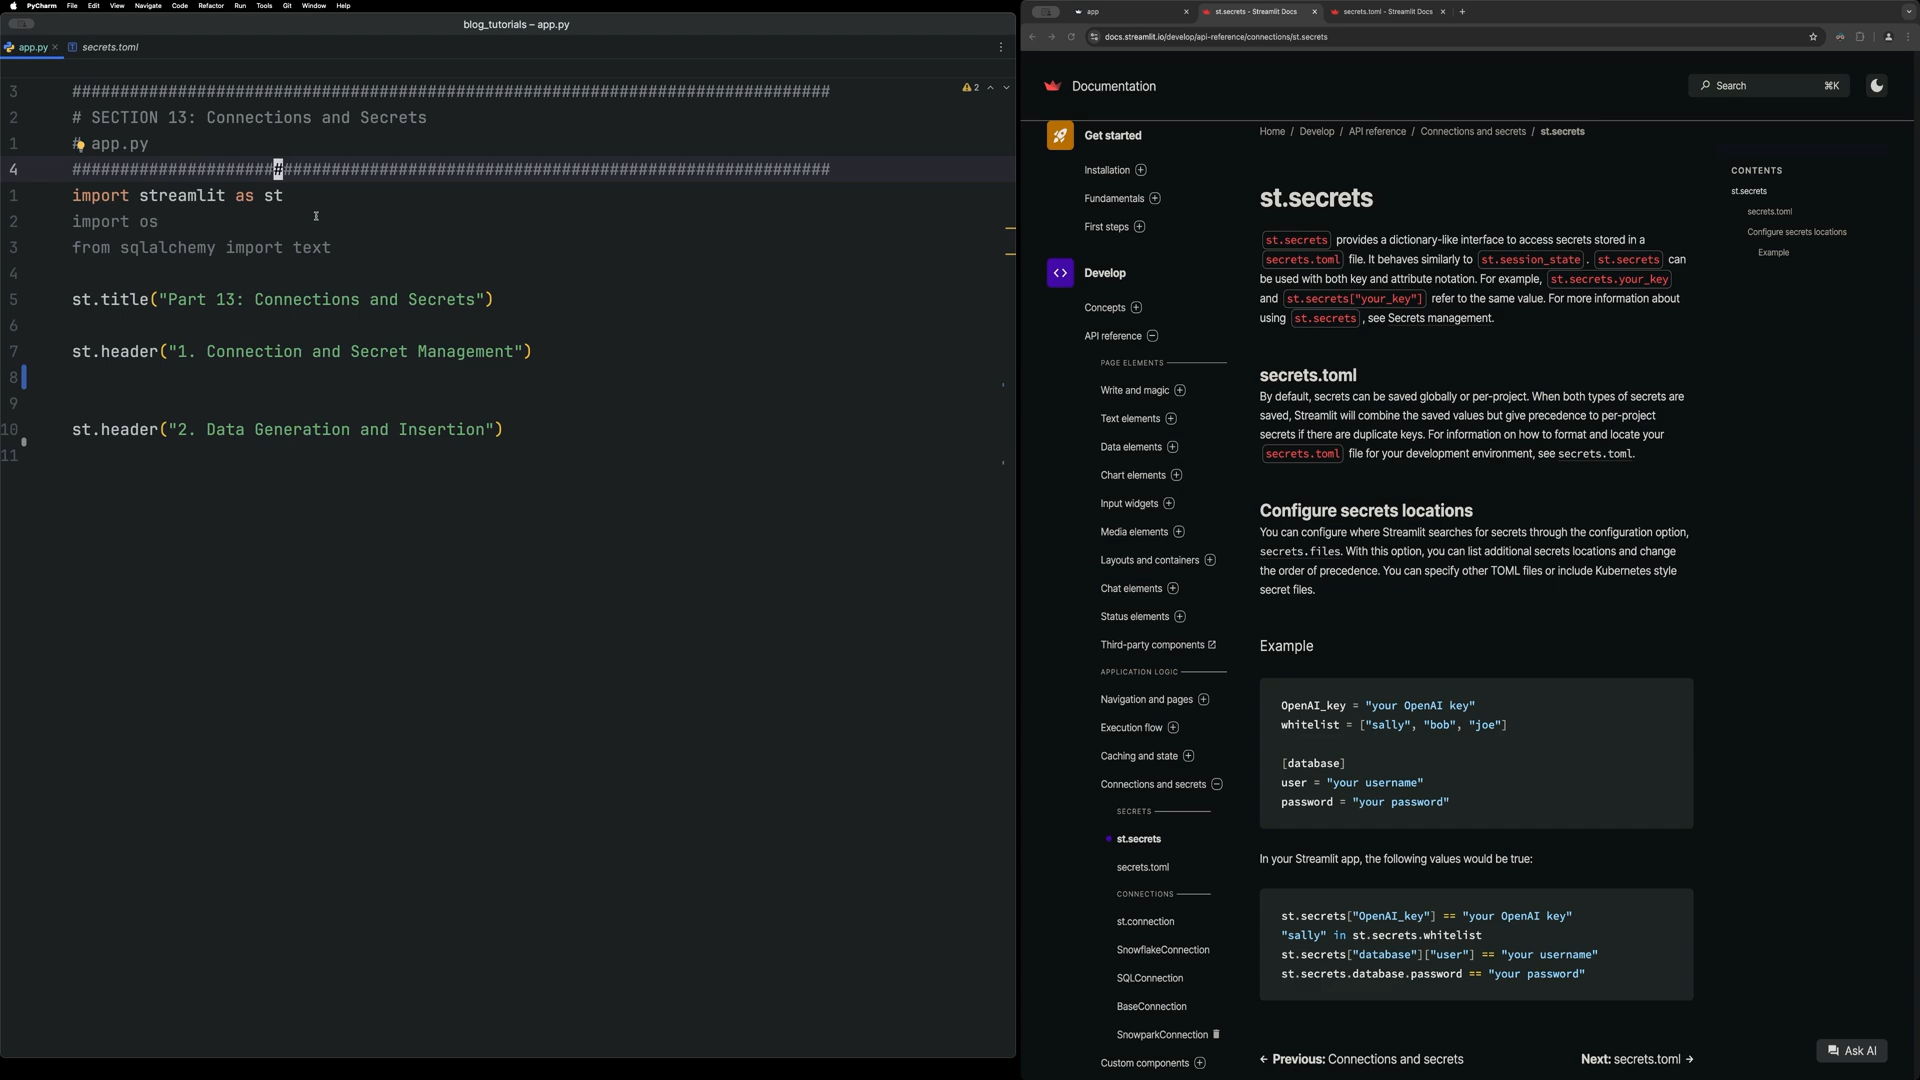 PyCharm File Edit View Navigate Code Refactor Run Tools Git Window Help
blog_tutorials – app.py
app.py secrets.toml
2
3 ###############################################################################
2 # SECTION 13: Connections and Secrets
1 # app.py
4 ###############################################################################
1 import streamlit as st
2 import os
3 from sqlalchemy import text
4
5 st.title("Part 13: Connections and Secrets")
6
7 st.header("1. Connection and Secret Management")
8
9
10 st.header("2. Data Generation and Insertion")
11
app st.secrets - Streamlit Docs secrets.toml - Streamlit Docs
docs.streamlit.io/develop/api-reference/connections/st.secrets
Documentation
Search ⌘K
Get started
Installation
Fundamentals
First steps
Develop
Concepts
API reference
PAGE ELEMENTS
Write and magic
Text elements
Data elements
Chart elements
Input widgets
Media elements
Layouts and containers
Chat elements
Status elements
Third-party components
APPLICATION LOGIC
Navigation and pages
Execution flow
Caching and state
Connections and secrets
SECRETS
st.secrets
secrets.toml
CONNECTIONS
st.connection
SnowflakeConnection
SQLConnection
BaseConnection
SnowparkConnection
Custom components
Home / Develop / API reference / Connections and secrets / st.secrets
st.secrets
st.secrets provides a dictionary-like interface to access secrets stored in a
secrets.toml file. It behaves similarly to st.session_state . st.secrets can
be used with both key and attribute notation. For example, st.secrets.your_key
and st.secrets["your_key"] refer to the same value. For more information about
using st.secrets , see Secrets management.
secrets.toml
By default, secrets can be saved globally or per-project. When both types of secrets are
saved, Streamlit will combine the saved values but give precedence to per-project
secrets if there are duplicate keys. For information on how to format and locate your
secrets.toml file for your development environment, see secrets.toml.
Configure secrets locations
You can configure where Streamlit searches for secrets through the configuration option,
secrets.files. With this option, you can list additional secrets locations and change
the order of precedence. You can specify other TOML files or include Kubernetes style
secret files.
Example
OpenAI_key = "your OpenAI key"
whitelist = ["sally", "bob", "joe"]
[database]
user = "your username"
password = "your password"
In your Streamlit app, the following values would be true:
st.secrets["OpenAI_key"] == "your OpenAI key"
"sally" in st.secrets.whitelist
st.secrets["database"]["user"] == "your username"
st.secrets.database.password == "your password"
← Previous: Connections and secrets
Next: secrets.toml →
CONTENTS
st.secrets
secrets.toml
Configure secrets locations
Example
Ask AI